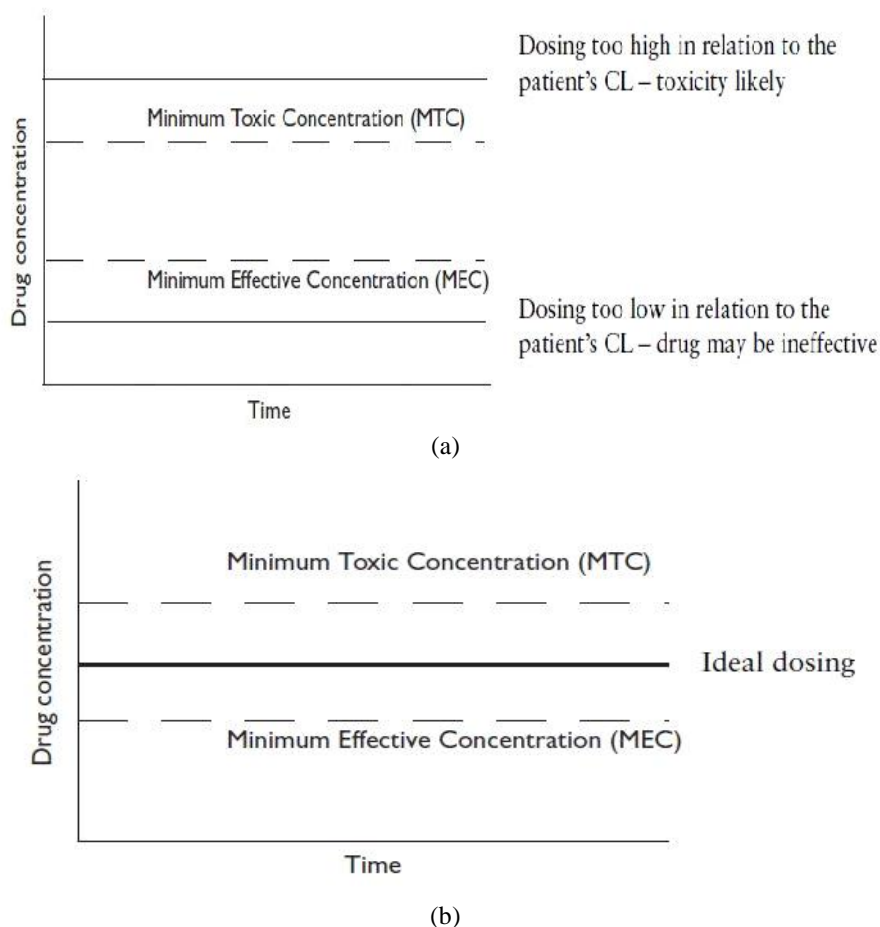 Dosing too high in relation to the
patient's CL – toxicity likely
Minimum Toxic Concentration (MTC)
Minimum Effective Concentration (MEC)
Dosing too low in relation to the
patient's CL – drug may be ineffective
Drug concentration
Time
(a)
Minimum Toxic Concentration (MTC)
Ideal dosing
Minimum Effective Concentration (MEC)
Drug concentration
Time
(b)